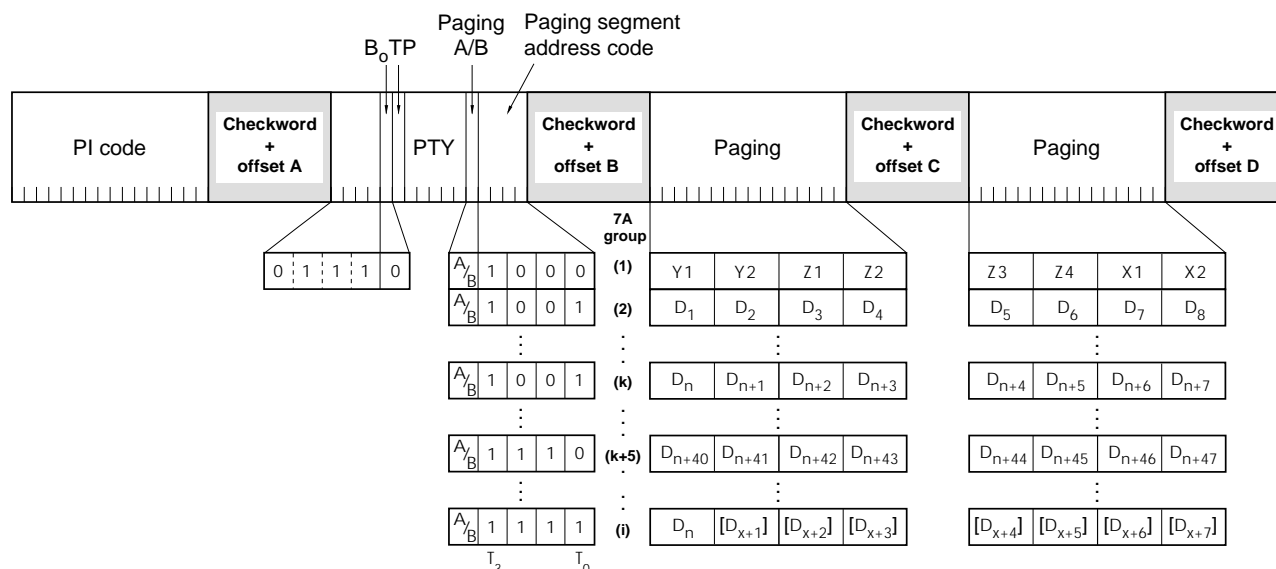 Paging Paging segment
BoTP A/B address code
PI code Checkword + offset A PTY Checkword + offset B Paging Checkword + offset C Paging Checkword + offset D
7A group
0 1 1 1 0 A/B 1 0 0 0 (1) Y1 Y2 Z1 Z2 Z3 Z4 X1 X2
A/B 1 0 0 1 (2) D1 D2 D3 D4 D5 D6 D7 D8
A/B 1 0 0 1 (k) Dn Dn+1 Dn+2 Dn+3 Dn+4 Dn+5 Dn+6 Dn+7
A/B 1 1 1 0 (k+5) Dn+40 Dn+41 Dn+42 Dn+43 Dn+44 Dn+45 Dn+46 Dn+47
A/B 1 1 1 1 (i) Dn [Dx+1] [Dx+2] [Dx+3] [Dx+4] [Dx+5] [Dx+6] [Dx+7]
T3 T0